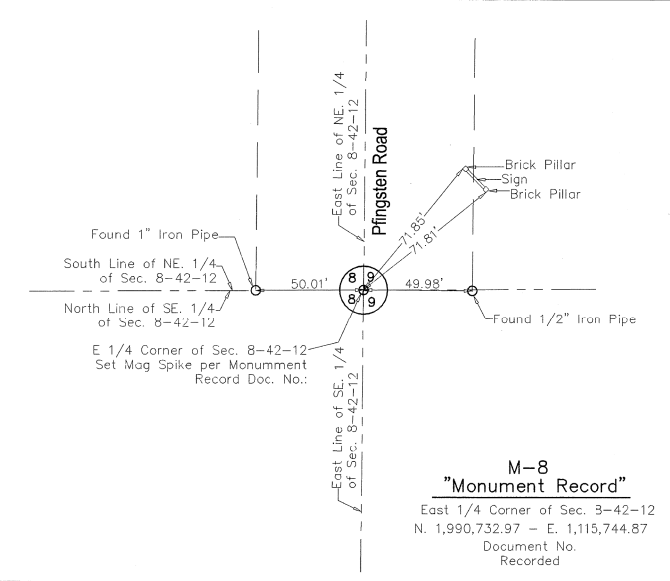 East Line of NE. 1/4
of Sec. 8-42-12
Pfingsten Road
Brick Pillar
Sign
Brick Pillar
71.85'
71.81'
Found 1" Iron Pipe
South Line of NE. 1/4
of Sec. 8-42-12
50.01'
8
9
8
9
49.98'
North Line of SE. 1/4
of Sec. 8-42-12
Found 1/2" Iron Pipe
E 1/4 Corner of Sec. 8-42-12
Set Mag Spike per Monumment
Record Doc. No.:
East Line of SE. 1/4
of Sec. 8-42-12
M-8
"Monument Record"
East 1/4 Corner of Sec. 8-42-12
N. 1,990,732.97 - E. 1,115,744.87
Document No.
Recorded